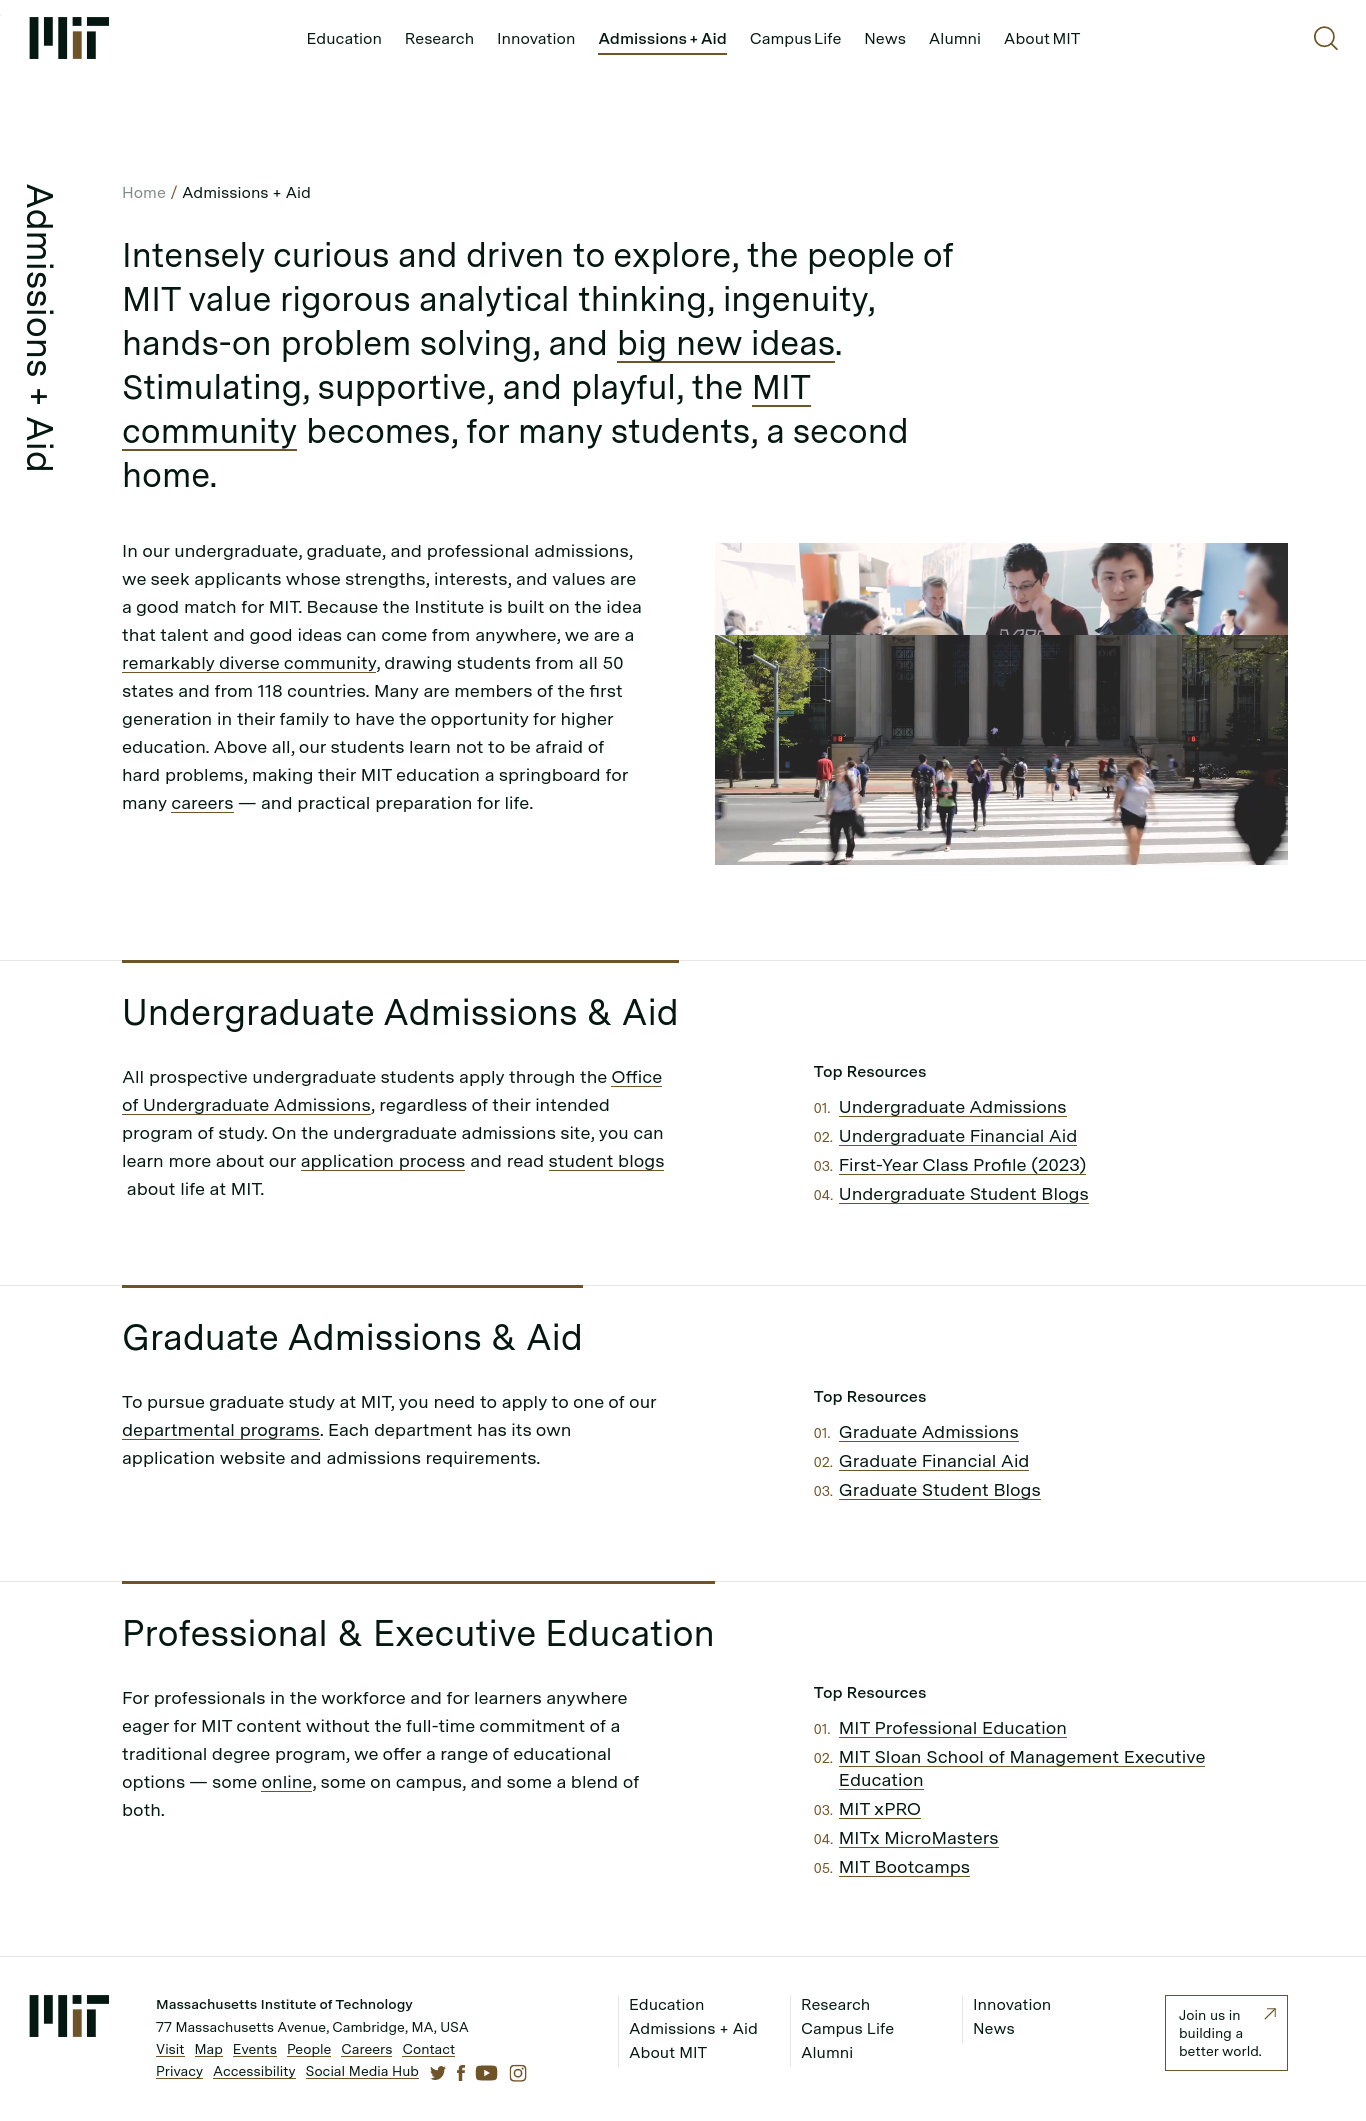 MIT
Education Research Innovation Admissions + Aid Campus Life News Alumni About MIT
Admissions + Aid
Home / Admissions + Aid
Intensely curious and driven to explore, the people of
MIT value rigorous analytical thinking, ingenuity,
hands-on problem solving, and big new ideas.
Stimulating, supportive, and playful, the MIT
community becomes, for many students, a second
home.
In our undergraduate, graduate, and professional admissions,
we seek applicants whose strengths, interests, and values are
a good match for MIT. Because the Institute is built on the idea
that talent and good ideas can come from anywhere, we are a
remarkably diverse community, drawing students from all 50
states and from 118 countries. Many are members of the first
generation in their family to have the opportunity for higher
education. Above all, our students learn not to be afraid of
hard problems, making their MIT education a springboard for
many careers — and practical preparation for life.
Undergraduate Admissions & Aid
All prospective undergraduate students apply through the Office
of Undergraduate Admissions, regardless of their intended
program of study. On the undergraduate admissions site, you can
learn more about our application process and read student blogs
about life at MIT.
Top Resources
01. Undergraduate Admissions
02. Undergraduate Financial Aid
03. First-Year Class Profile (2023)
04. Undergraduate Student Blogs
Graduate Admissions & Aid
To pursue graduate study at MIT, you need to apply to one of our
departmental programs. Each department has its own
application website and admissions requirements.
Top Resources
01. Graduate Admissions
02. Graduate Financial Aid
03. Graduate Student Blogs
Professional & Executive Education
For professionals in the workforce and for learners anywhere
eager for MIT content without the full-time commitment of a
traditional degree program, we offer a range of educational
options — some online, some on campus, and some a blend of
both.
Top Resources
01. MIT Professional Education
02. MIT Sloan School of Management Executive
Education
03. MIT xPRO
04. MITx MicroMasters
05. MIT Bootcamps
MIT
Massachusetts Institute of Technology
77 Massachusetts Avenue, Cambridge, MA, USA
Visit Map Events People Careers Contact
Privacy Accessibility Social Media Hub
Education
Admissions + Aid
About MIT
Research
Campus Life
Alumni
Innovation
News
Join us in
building a
better world.